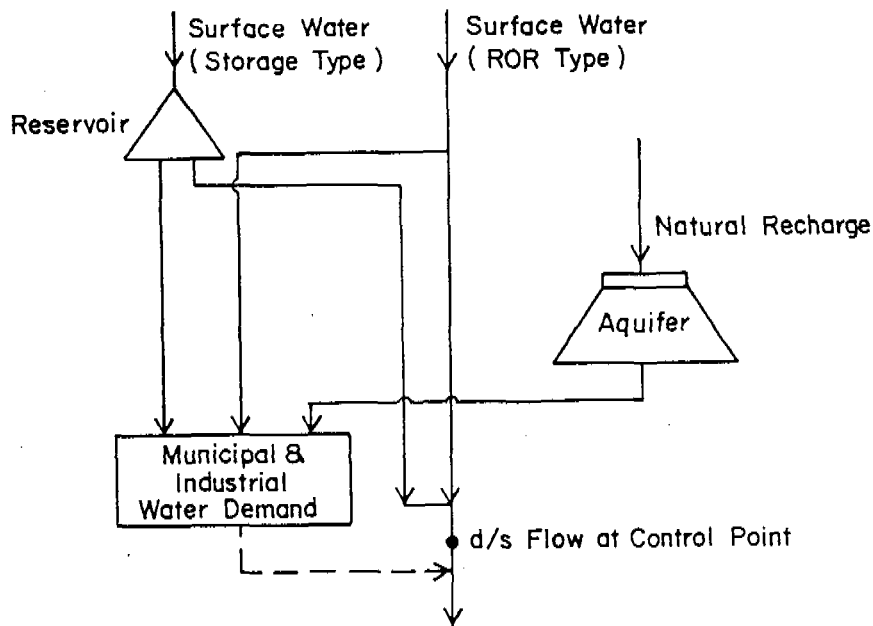 Surface Water
(Storage Type)
Surface Water
(ROR Type)
Reservoir
Natural Recharge
Aquifer
Municipal &
Industrial
Water Demand
d/s Flow at Control Point